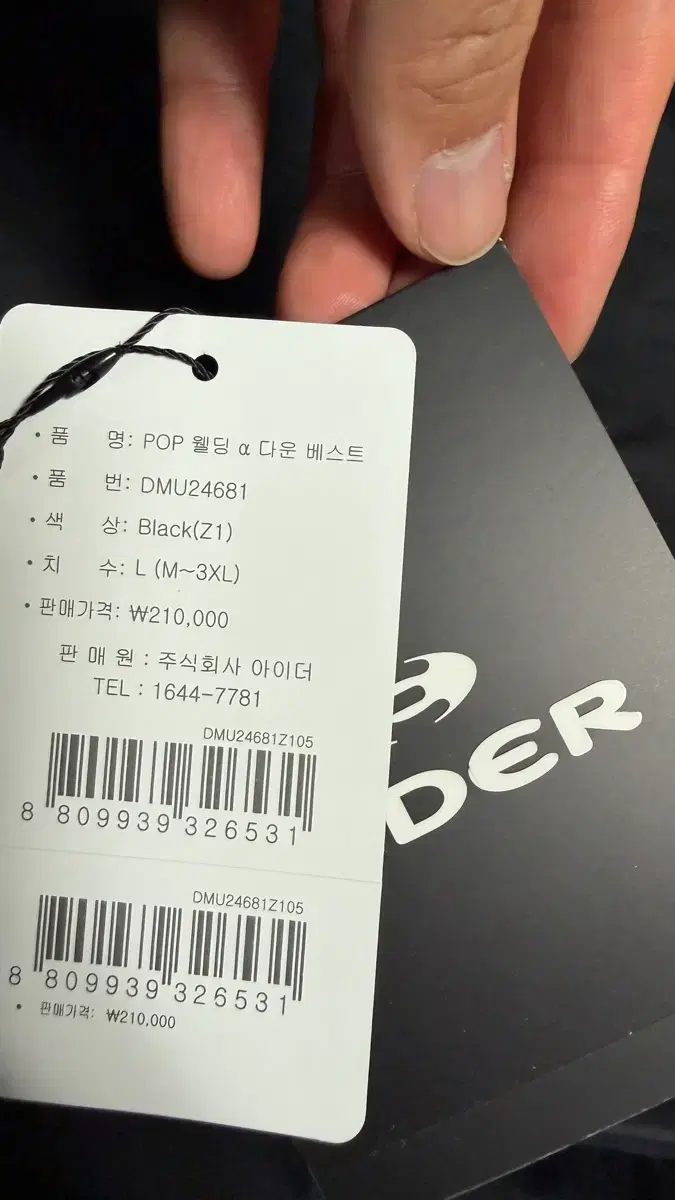 • 품 명: POP 웰딩 α 다운 베스트
• 품 번: DMU24681
• 색 상: Black(Z1)
• 치 수: L (M~3XL)
• 판매가격: ₩210,000
판 매 원 : 주식회사 아이더
TEL : 1644-7781
DMU24681Z105
8 809939 326531
DMU24681Z105
8 809939 326531
• 판매가격: ₩210,000
DER